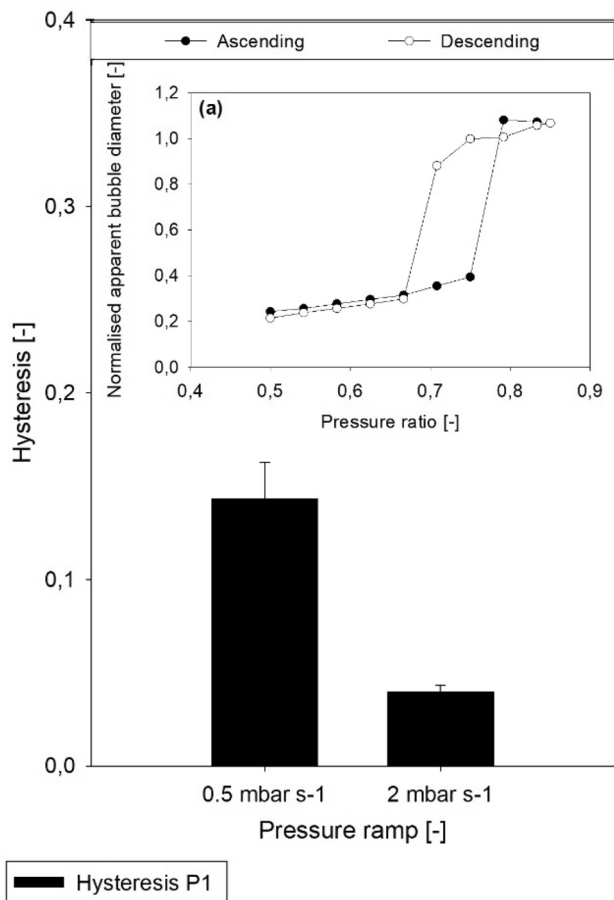 0,4
0,3
0,2
0,1
0,0
Hysteresis [-]
Ascending
Descending
(a)
Normalised apparent bubble diameter [-]
1,2
1,0
0,8
0,6
0,4
0,2
0,0
0,4
0,5
0,6
0,7
0,8
0,9
Pressure ratio [-]
0.5 mbar s-1
2 mbar s-1
Pressure ramp [-]
Hysteresis P1